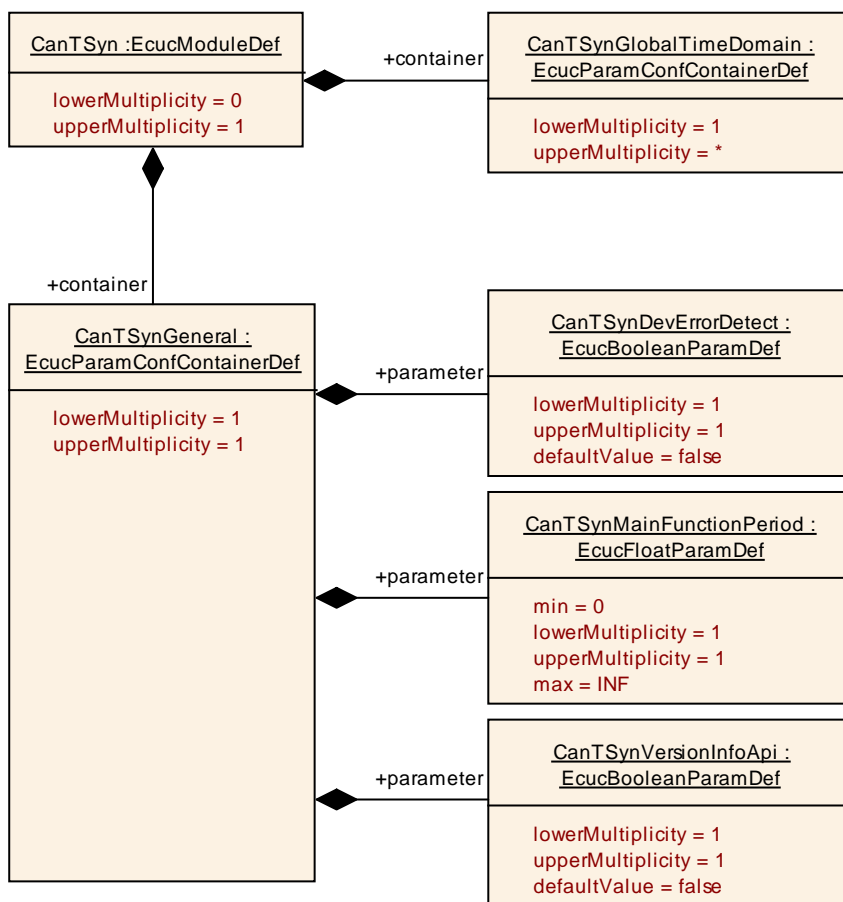 CanTSyn :EcucModuleDef
lowerMultiplicity = 0
upperMultiplicity = 1
+container
CanTSynGlobalTimeDomain :
EcucParamConfContainerDef
lowerMultiplicity = 1
upperMultiplicity = *
+container
CanTSynGeneral :
EcucParamConfContainerDef
lowerMultiplicity = 1
upperMultiplicity = 1
+parameter
CanTSynDevErrorDetect :
EcucBooleanParamDef
lowerMultiplicity = 1
upperMultiplicity = 1
defaultValue = false
+parameter
CanTSynMainFunctionPeriod :
EcucFloatParamDef
min = 0
lowerMultiplicity = 1
upperMultiplicity = 1
max = INF
+parameter
CanTSynVersionInfoApi :
EcucBooleanParamDef
lowerMultiplicity = 1
upperMultiplicity = 1
defaultValue = false